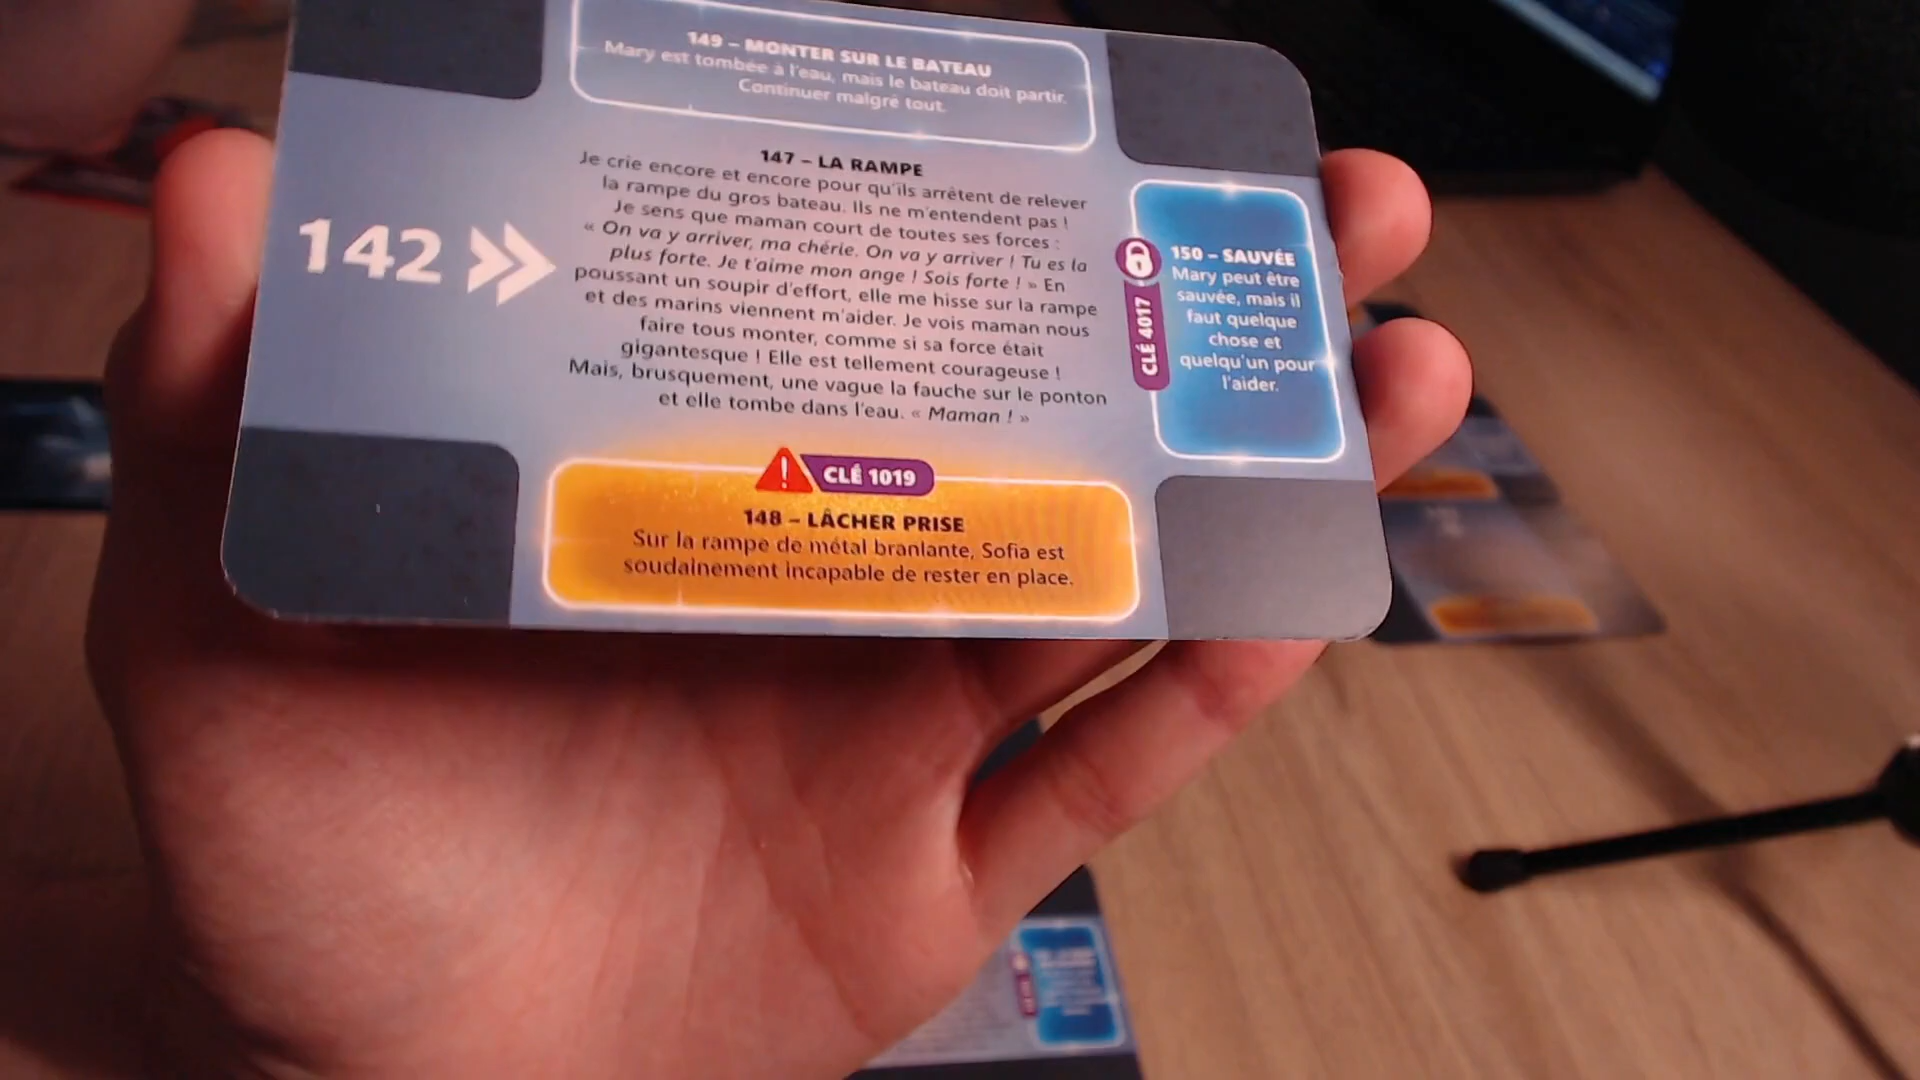 149 – MONTER SUR LE BATEAU
Mary est tombée à l'eau, mais le bateau doit partir.
Continuer malgré tout.
142
147 – LA RAMPE
Je crie encore et encore pour qu'ils arrêtent de relever
la rampe du gros bateau. Ils ne m'entendent pas !
Je sens que maman court de toutes ses forces :
« On va y arriver, ma chérie. On va y arriver ! Tu es la
plus forte. Je t'aime mon ange ! Sois forte ! » En
poussant un soupir d'effort, elle me hisse sur la rampe
et des marins viennent m'aider. Je vois maman nous
faire tous monter, comme si sa force était
gigantesque ! Elle est tellement courageuse !
Mais, brusquement, une vague la fauche sur le ponton
et elle tombe dans l'eau. « Maman ! »
CLÉ 4017
150 – SAUVÉE
Mary peut être
sauvée, mais il
faut quelque
chose et
quelqu'un pour
l'aider.
CLÉ 1019
148 – LÂCHER PRISE
Sur la rampe de métal branlante, Sofia est
soudainement incapable de rester en place.